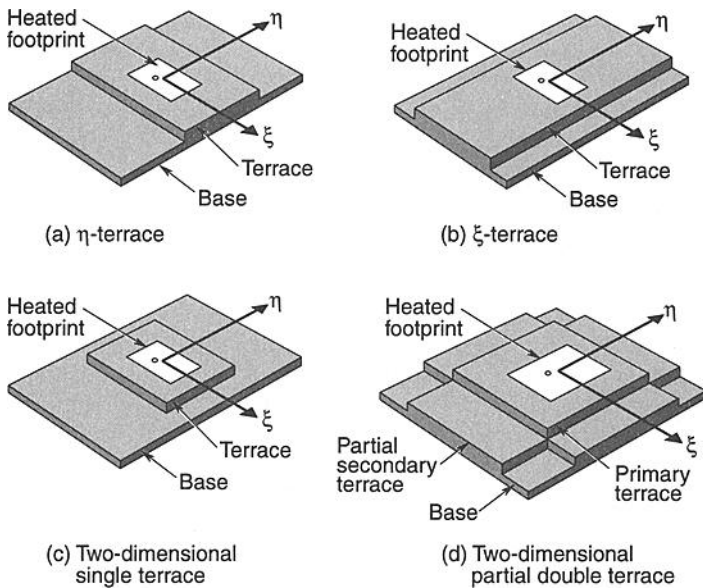 Heated
footprint
η
ξ
Terrace
Base
(a) η-terrace
Heated
footprint
η
ξ
Terrace
Base
(b) ξ-terrace
Heated
footprint
η
ξ
Terrace
Base
(c) Two-dimensional
single terrace
Heated
footprint
η
ξ
Partial
secondary
terrace
Primary
terrace
Base
(d) Two-dimensional
partial double terrace